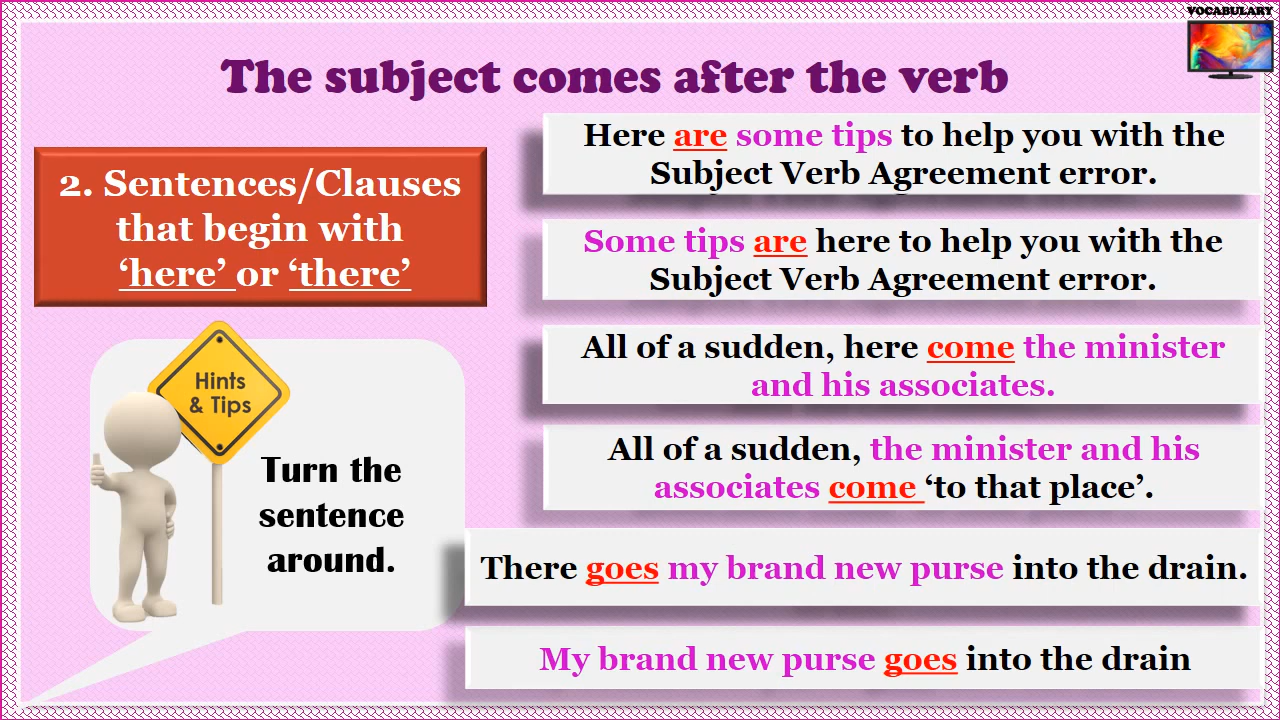 VOCABULARY
The subject comes after the verb
2. Sentences/Clauses
that begin with
‘here’ or ‘there’
Hints
& Tips
Turn the
sentence
around.
Here are some tips to help you with the
Subject Verb Agreement error.
Some tips are here to help you with the
Subject Verb Agreement error.
All of a sudden, here come the minister
and his associates.
All of a sudden, the minister and his
associates come ‘to that place’.
There goes my brand new purse into the drain.
My brand new purse goes into the drain